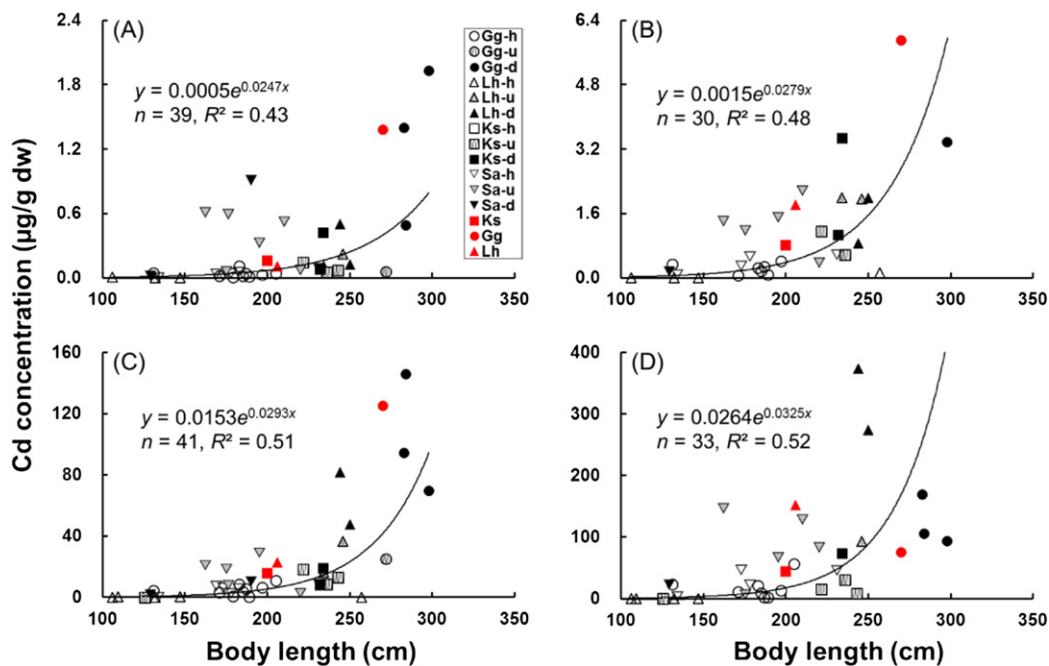 (A)
2.4
1.8
1.2
0.6
0.0
y = 0.0005e^0.0247x
n = 39, R² = 0.43
100 150 200 250 300 350
Gg-h
Gg-u
Gg-d
Lh-h
Lh-u
Lh-d
Ks-h
Ks-u
Ks-d
Sa-h
Sa-u
Sa-d
Ks
Gg
Lh
(B)
6.4
4.8
3.2
1.6
0.0
y = 0.0015e^0.0279x
n = 30, R² = 0.48
100 150 200 250 300 350
Cd concentration (µg/g dw)
(C)
160
120
80
40
0
y = 0.0153e^0.0293x
n = 41, R² = 0.51
100 150 200 250 300 350
Body length (cm)
(D)
400
300
200
100
0
y = 0.0264e^0.0325x
n = 33, R² = 0.52
100 150 200 250 300 350
Body length (cm)